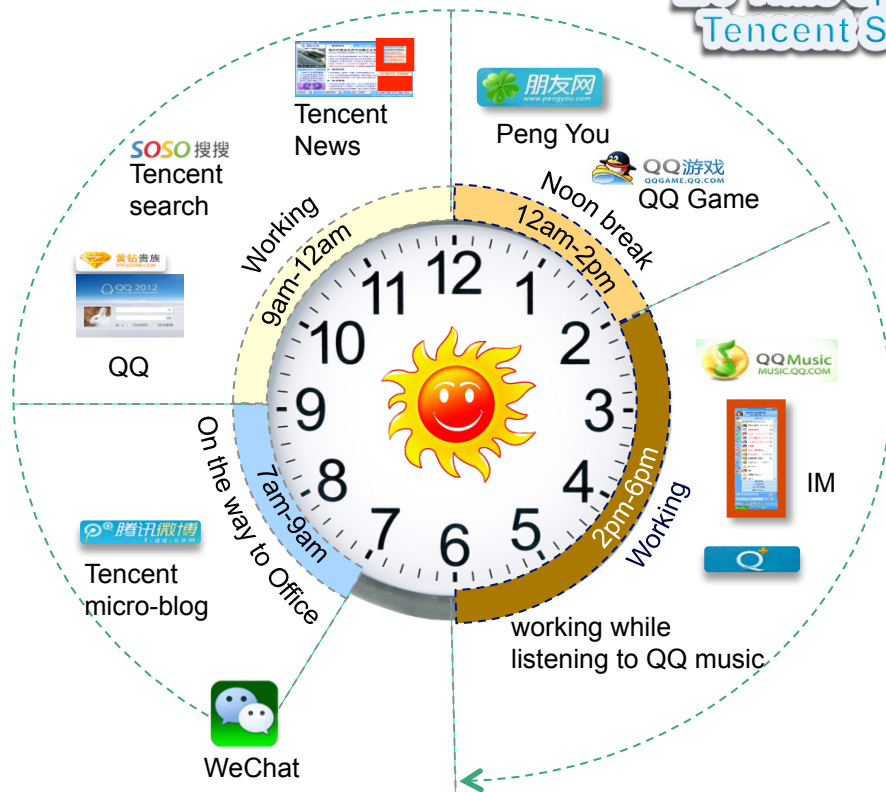 Tencent S
Tencent
News
朋友网
www.pengyou.com
Peng You
SOSO 搜搜
Tencent
search
QQ游戏
QQGAME.QQ.COM
QQ Game
Working
9am-12am
Noon break
12am-2pm
黄钻贵族
QQ 2012
QQ
12
1
2
3
4
5
6
7
8
9
10
11
QQMusic
MUSIC.QQ.COM
IM
Q+
2pm-6pm
Working
working while
listening to QQ music
On the way to Office
7am-9am
腾讯微博
t.qq.com
Tencent
micro-blog
WeChat